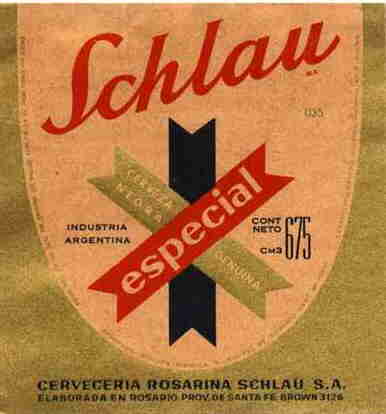 Schlau
M.R.
035
CERVEZA
NEGRA
especial
GENUINA
INDUSTRIA
ARGENTINA
CONT
NETO
CM3
675
CERVECERIA ROSARINA SCHLAU S.A.
ELABORADA EN ROSARIO PROV. DE SANTA FE BROWN 3126